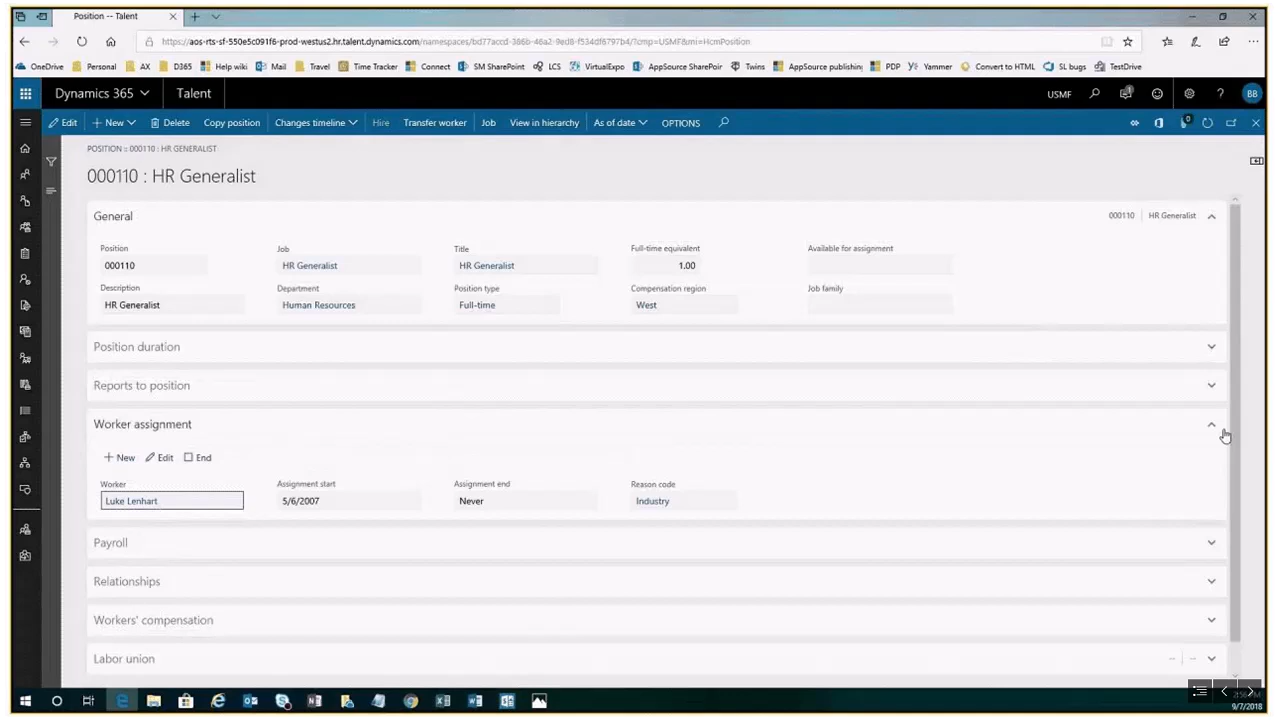 Position -- Talent
https://aos-rts-sf-550e5c091f6-prod-westus2.hr.talent.dynamics.com/namespaces/bd77accd-386b-46a2-9ed8-f534df6797b4/?cmp=USMF&mi=HcmPosition
OneDrive Personal AX D365 Help wiki Mail Travel Time Tracker Connect SM SharePoint LCS VirtualExpo AppSource SharePoir Twins AppSource publishing PDP Yammer Convert to HTML SL bugs TestDrive
Dynamics 365 Talent USMF BB
Edit New Delete Copy position Changes timeline Hire Transfer worker Job View in hierarchy As of date OPTIONS 0
POSITION :: 000110 : HR GENERALIST
000110 : HR Generalist
General 000110 HR Generalist
Position Job Title Full-time equivalent Available for assignment
000110 HR Generalist HR Generalist 1.00
Description Department Position type Compensation region Job family
HR Generalist Human Resources Full-time West
Position duration
Reports to position
Worker assignment
New Edit End
Worker Assignment start Assignment end Reason code
Luke Lenhart 5/6/2007 Never Industry
Payroll
Relationships
Workers' compensation
Labor union -- --
9/7/2018